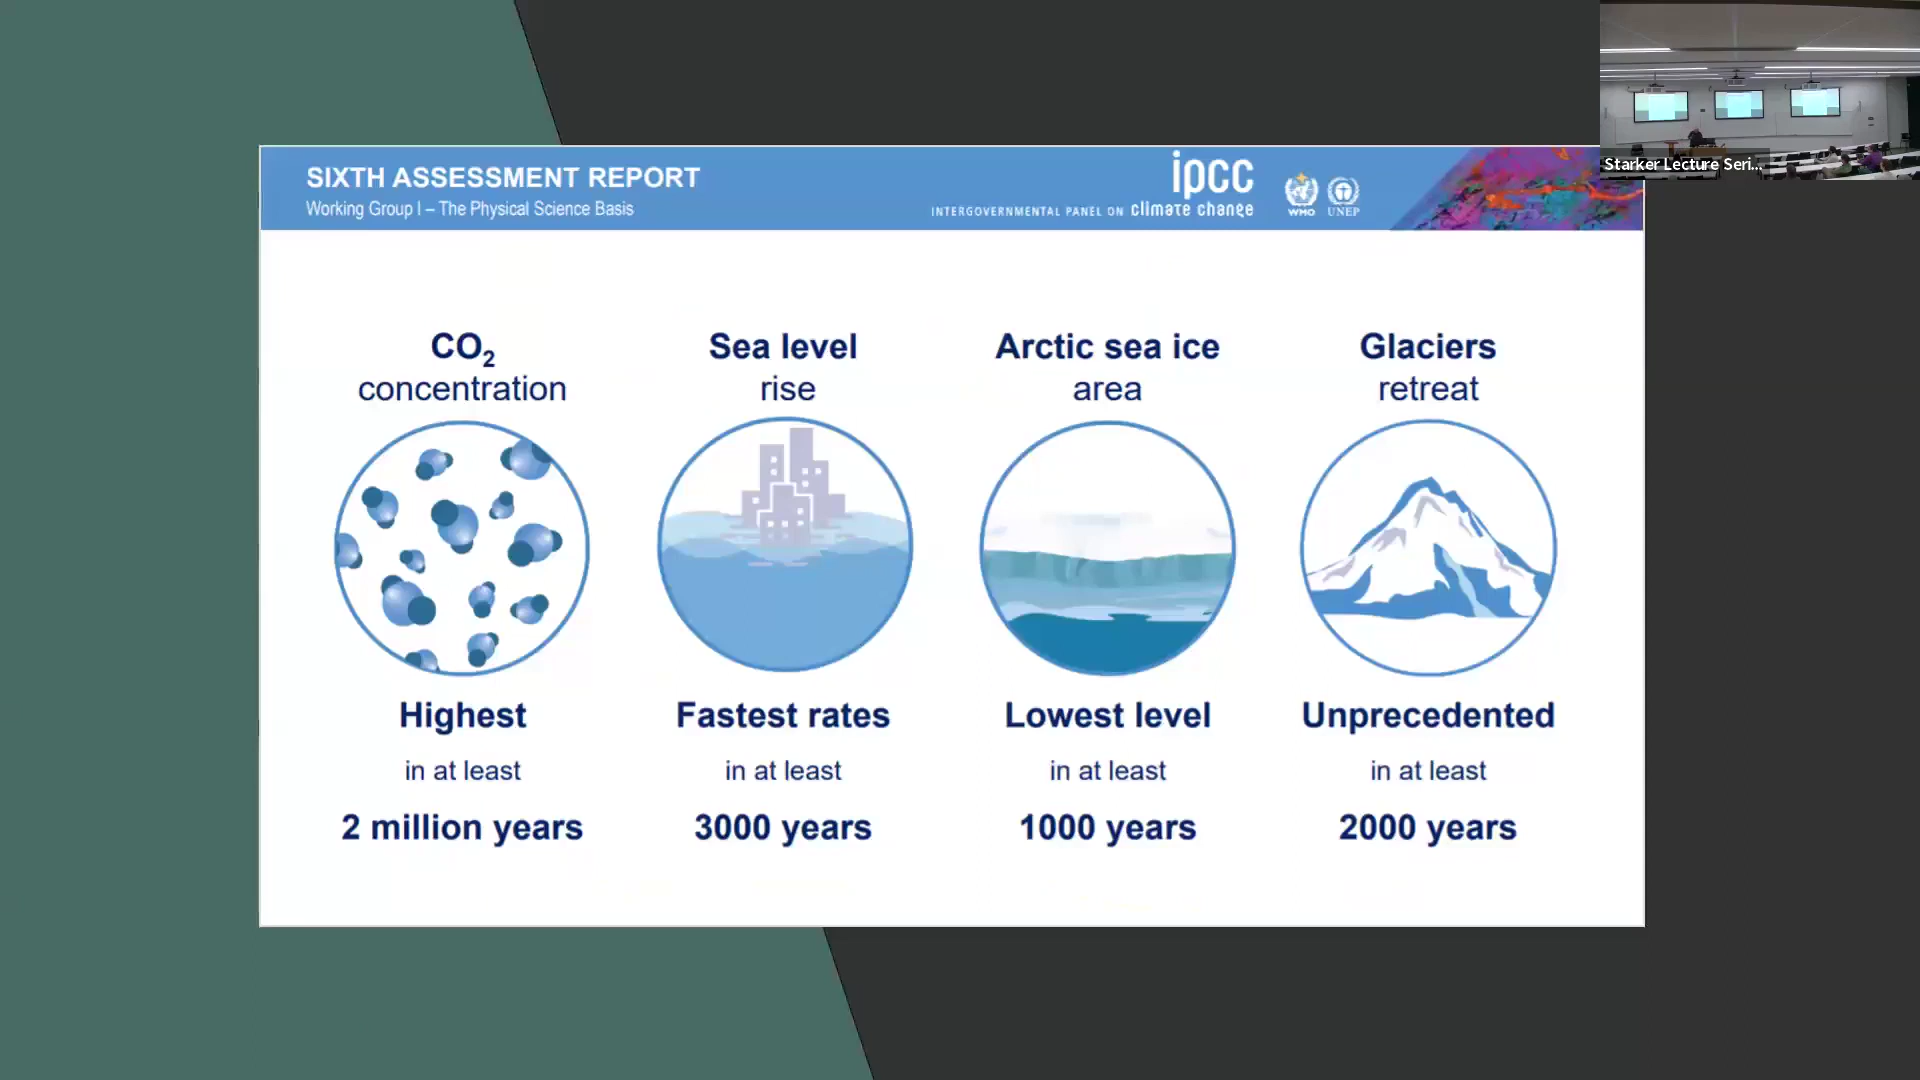 Starker Lecture Seri...
SIXTH ASSESSMENT REPORT
Working Group I – The Physical Science Basis
ipcc
INTERGOVERNMENTAL PANEL ON climate change
WMO
UNEP
CO2
concentration
Highest
in at least
2 million years
Sea level
rise
Fastest rates
in at least
3000 years
Arctic sea ice
area
Lowest level
in at least
1000 years
Glaciers
retreat
Unprecedented
in at least
2000 years